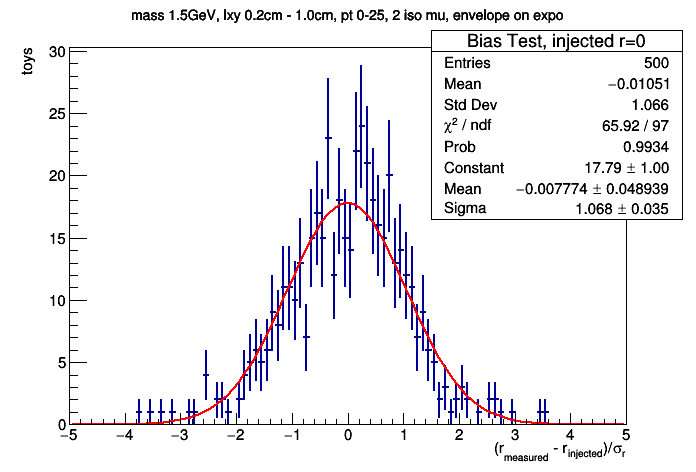 mass 1.5GeV, lxy 0.2cm - 1.0cm, pt 0-25, 2 iso mu, envelope on expo
Bias Test, injected r=0
Entries 500
Mean −0.01051
Std Dev 1.066
χ² / ndf 65.92 / 97
Prob 0.9934
Constant 17.79 ± 1.00
Mean −0.007774 ± 0.048939
Sigma 1.068 ± 0.035
toys
30
25
20
15
10
5
0
−5 −4 −3 −2 −1 0 1 2 3 4 5
(r_measured - r_injected)/σ_r